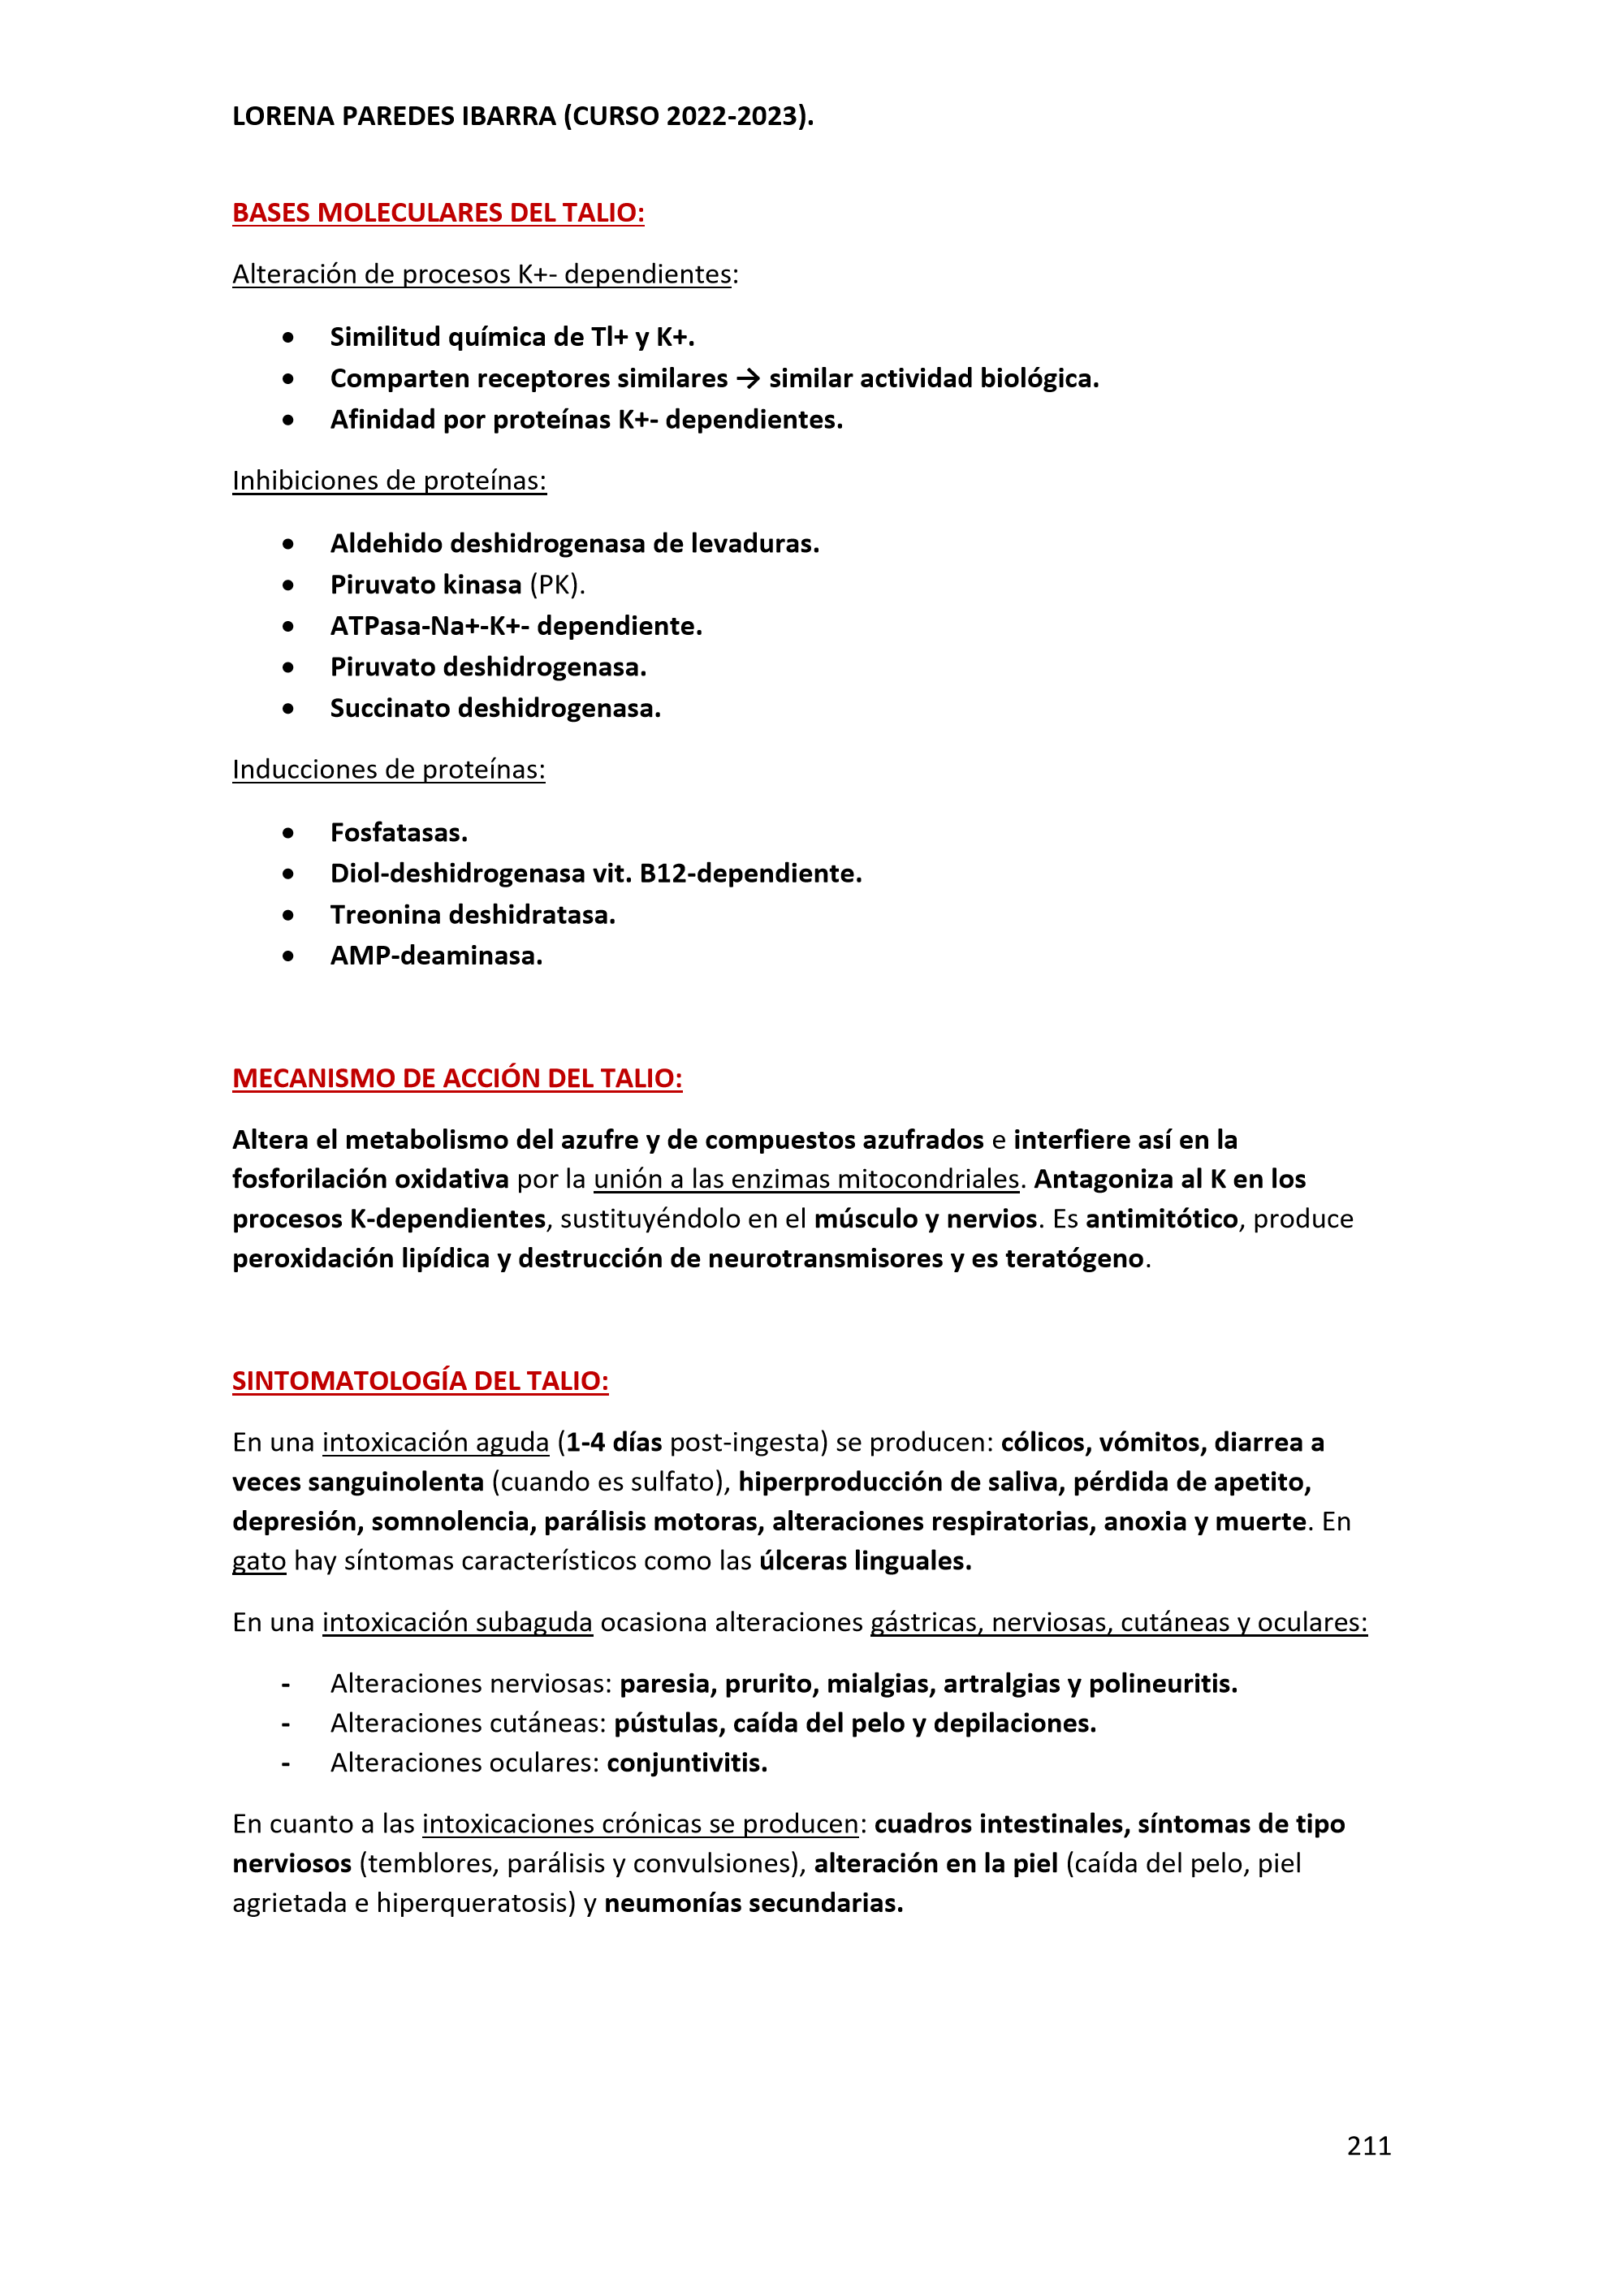 LORENA PAREDES IBARRA (CURSO 2022-2023).
BASES MOLECULARES DEL TALIO:
Alteración de procesos K+- dependientes:
• Similitud química de Tl+ y K+.
• Comparten receptores similares → similar actividad biológica.
• Afinidad por proteínas K+- dependientes.
Inhibiciones de proteínas:
• Aldehido deshidrogenasa de levaduras.
• Piruvato kinasa (PK).
• ATPasa-Na+-K+- dependiente.
• Piruvato deshidrogenasa.
• Succinato deshidrogenasa.
Inducciones de proteínas:
• Fosfatasas.
• Diol-deshidrogenasa vit. B12-dependiente.
• Treonina deshidratasa.
• AMP-deaminasa.
MECANISMO DE ACCIÓN DEL TALIO:
Altera el metabolismo del azufre y de compuestos azufrados e interfiere así en la
fosforilación oxidativa por la unión a las enzimas mitocondriales. Antagoniza al K en los
procesos K-dependientes, sustituyéndolo en el músculo y nervios. Es antimitótico, produce
peroxidación lipídica y destrucción de neurotransmisores y es teratógeno.
SINTOMATOLOGÍA DEL TALIO:
En una intoxicación aguda (1-4 días post-ingesta) se producen: cólicos, vómitos, diarrea a
veces sanguinolenta (cuando es sulfato), hiperproducción de saliva, pérdida de apetito,
depresión, somnolencia, parálisis motoras, alteraciones respiratorias, anoxia y muerte. En
gato hay síntomas característicos como las úlceras linguales.
En una intoxicación subaguda ocasiona alteraciones gástricas, nerviosas, cutáneas y oculares:
- Alteraciones nerviosas: paresia, prurito, mialgias, artralgias y polineuritis.
- Alteraciones cutáneas: pústulas, caída del pelo y depilaciones.
- Alteraciones oculares: conjuntivitis.
En cuanto a las intoxicaciones crónicas se producen: cuadros intestinales, síntomas de tipo
nerviosos (temblores, parálisis y convulsiones), alteración en la piel (caída del pelo, piel
agrietada e hiperqueratosis) y neumonías secundarias.
211